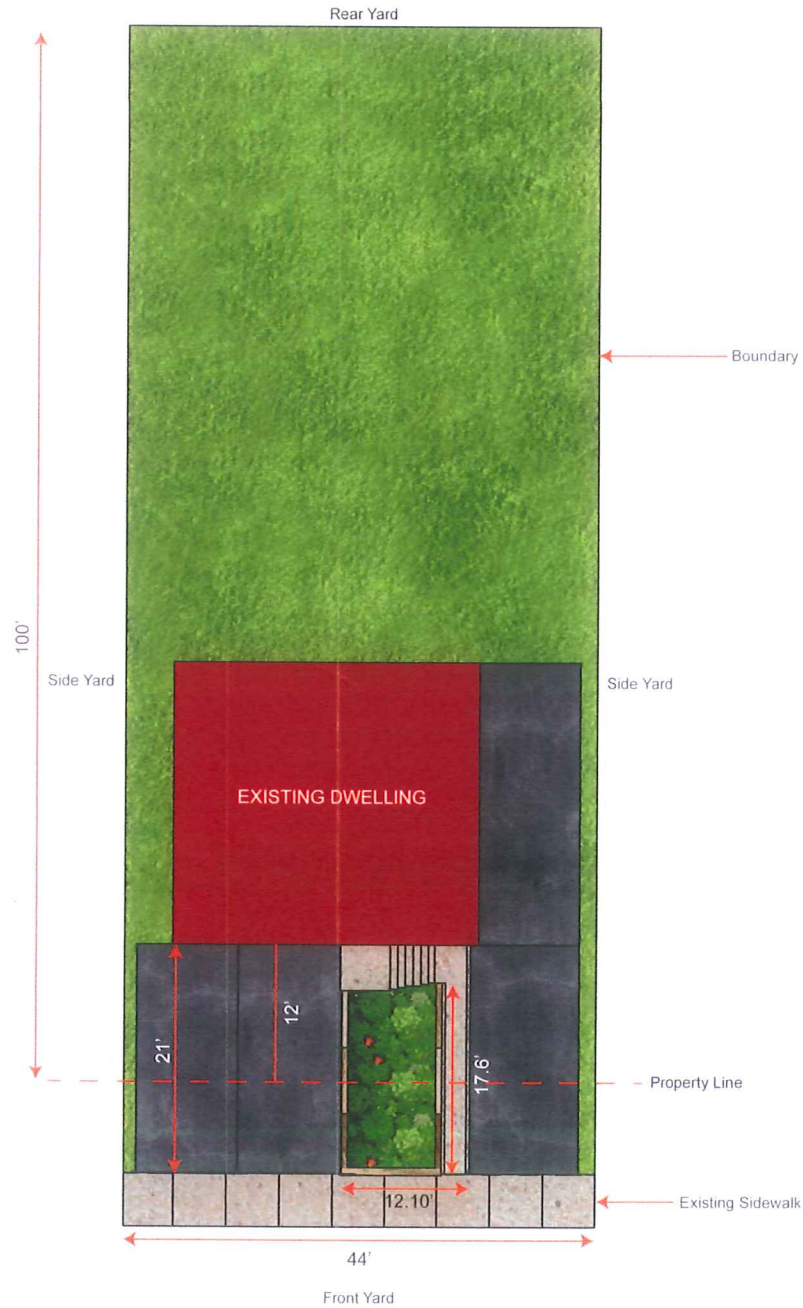 Rear Yard
Boundary
100'
Side Yard
Side Yard
EXISTING DWELLING
21'
12'
17.6'
Property Line
12.10'
Existing Sidewalk
44'
Front Yard